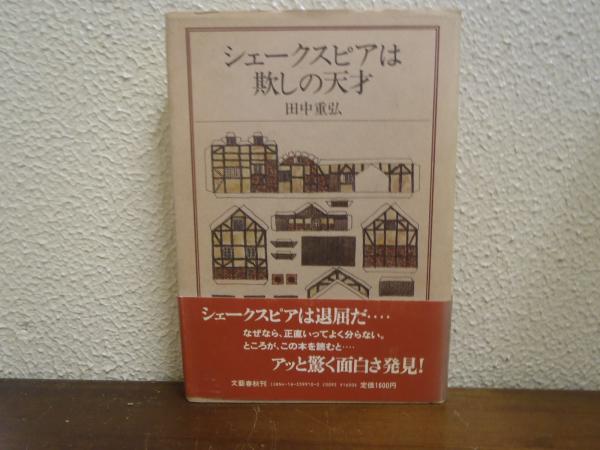 シェークスピアは
欺しの天才
田中重弘
シェークスピアは退屈だ‥‥
なぜなら、正直いってよく分らない。
ところが、この本を読むと‥‥
アッと驚く面白さ発見!
文藝春秋刊 定価1600円